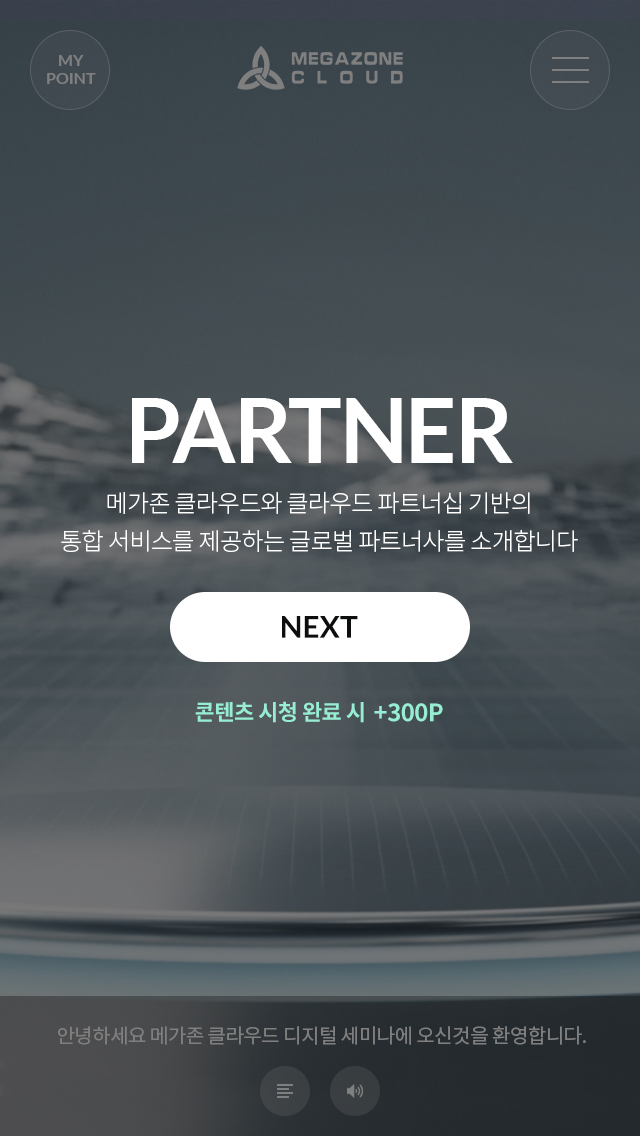 MY
POINT
MEGAZONE
CLOUD
PARTNER
메가존 클라우드와 클라우드 파트너십 기반의
통합 서비스를 제공하는 글로벌 파트너사를 소개합니다
NEXT
콘텐츠 시청 완료 시 +300P
안녕하세요 메가존 클라우드 디지털 세미나에 오신것을 환영합니다.